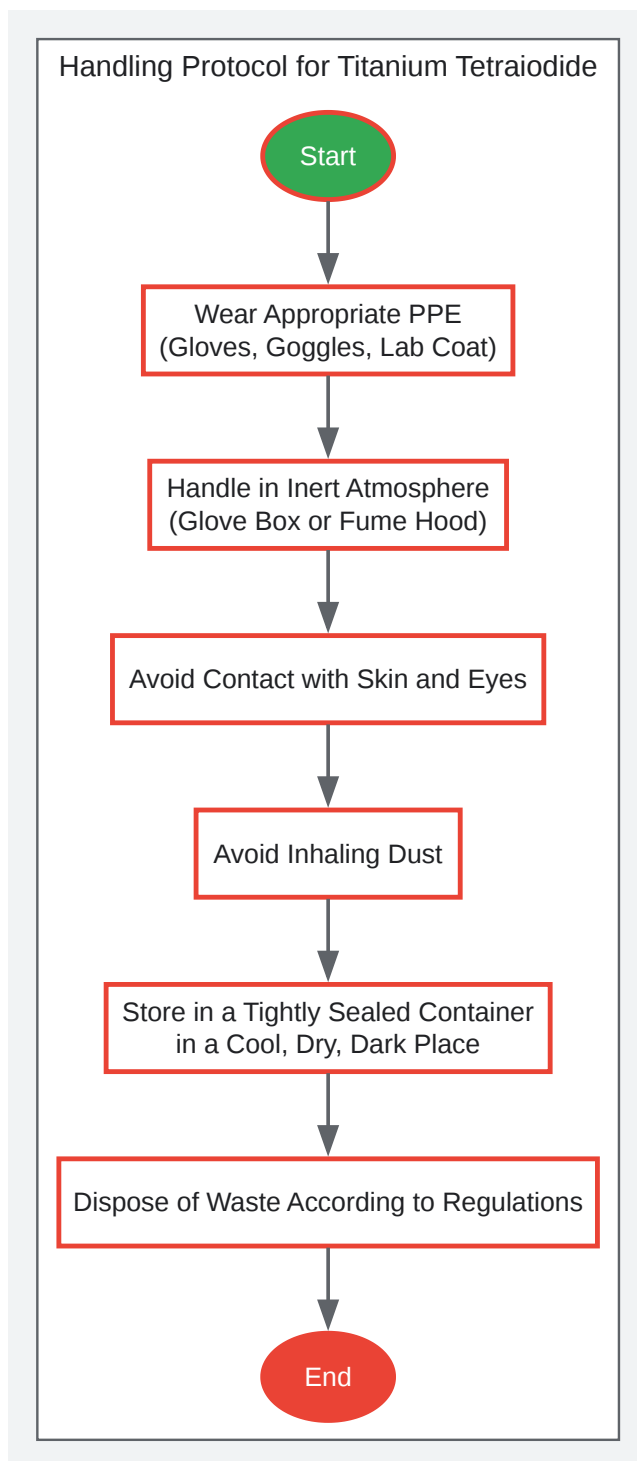 Handling Protocol for Titanium Tetraiodide
Start
Wear Appropriate PPE
(Gloves, Goggles, Lab Coat)
Handle in Inert Atmosphere
(Glove Box or Fume Hood)
Avoid Contact with Skin and Eyes
Avoid Inhaling Dust
Store in a Tightly Sealed Container
in a Cool, Dry, Dark Place
Dispose of Waste According to Regulations
End